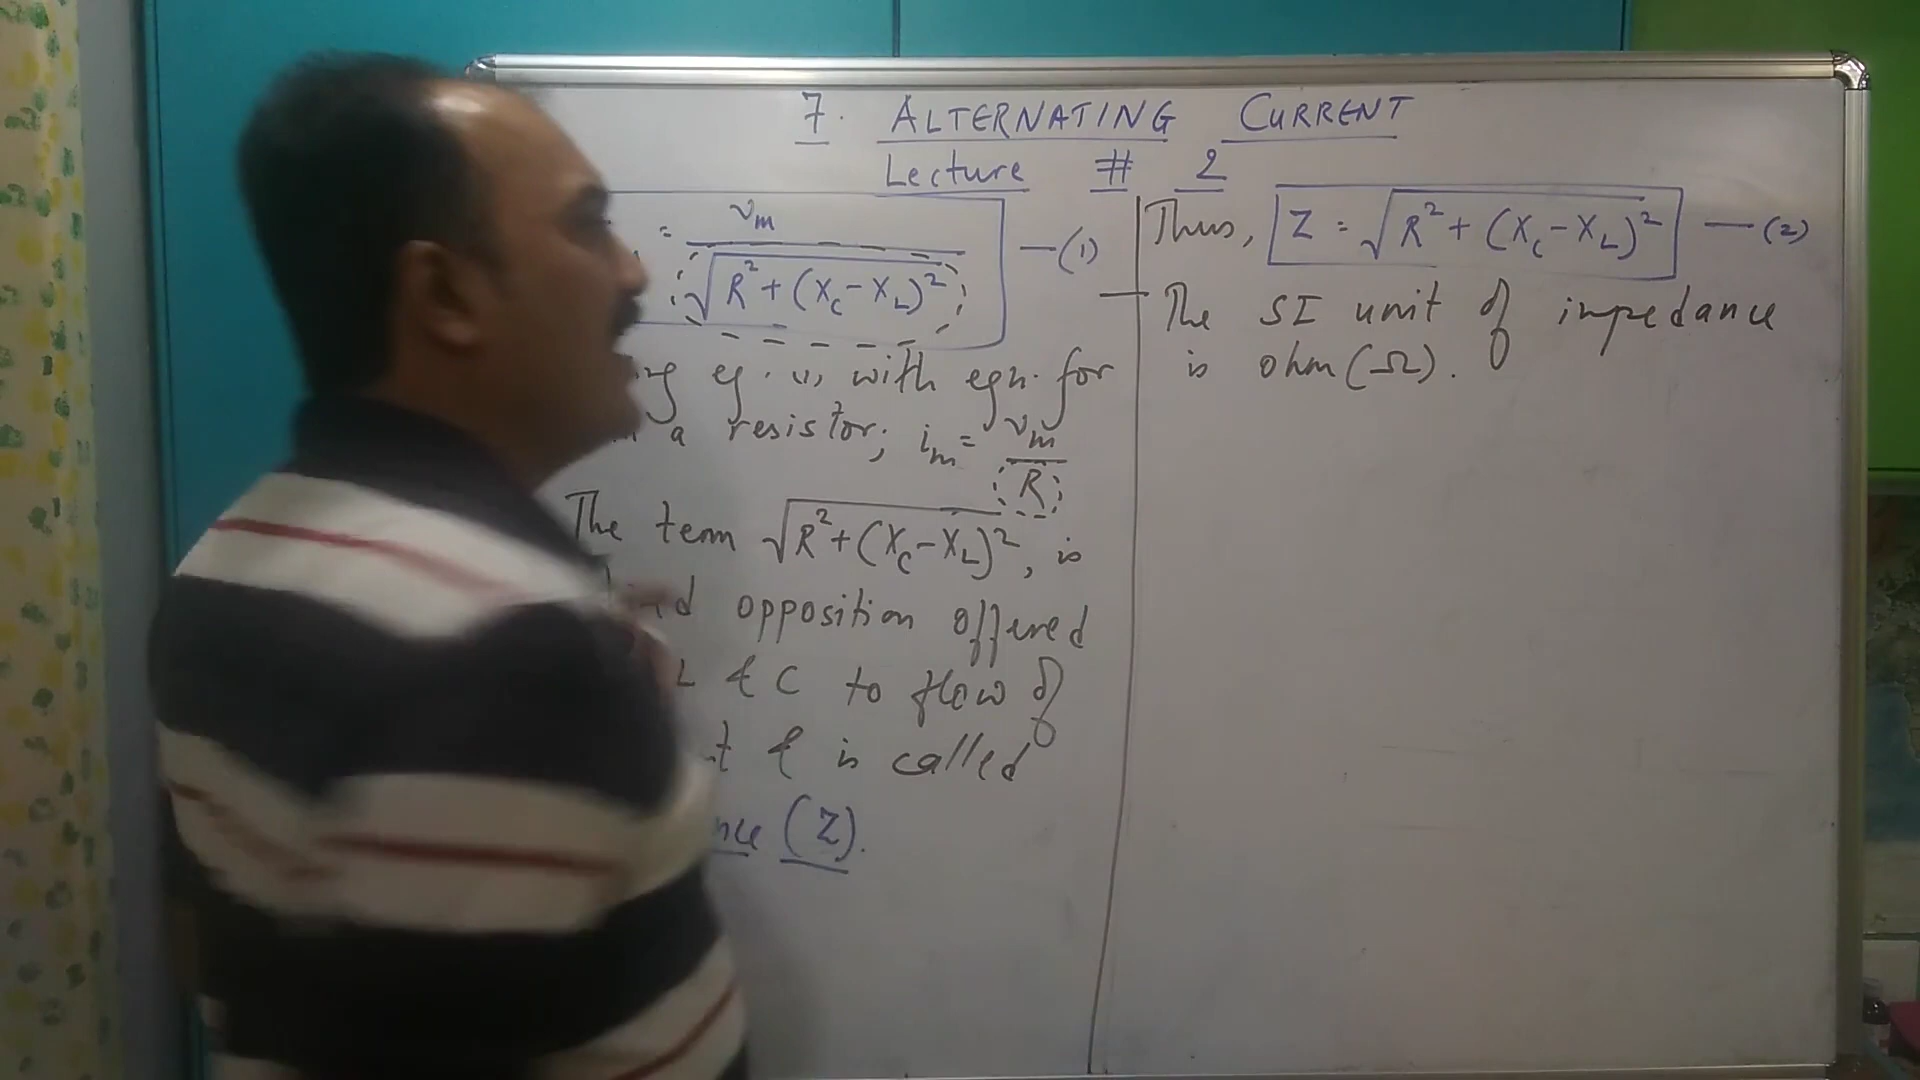 7. ALTERNATING CURRENT
Lecture # 2
= vm / √R² + (Xc - XL)² —(1)
eq. (1) with eqn. for
a resistor; im = vm / R
The term √R² + (Xc - XL)², is
opposition offered
L & C to flow of
& is called
(Z).
Thus, Z = √R² + (Xc - XL)² —(2)
The SI unit of impedance
is ohm (Ω).